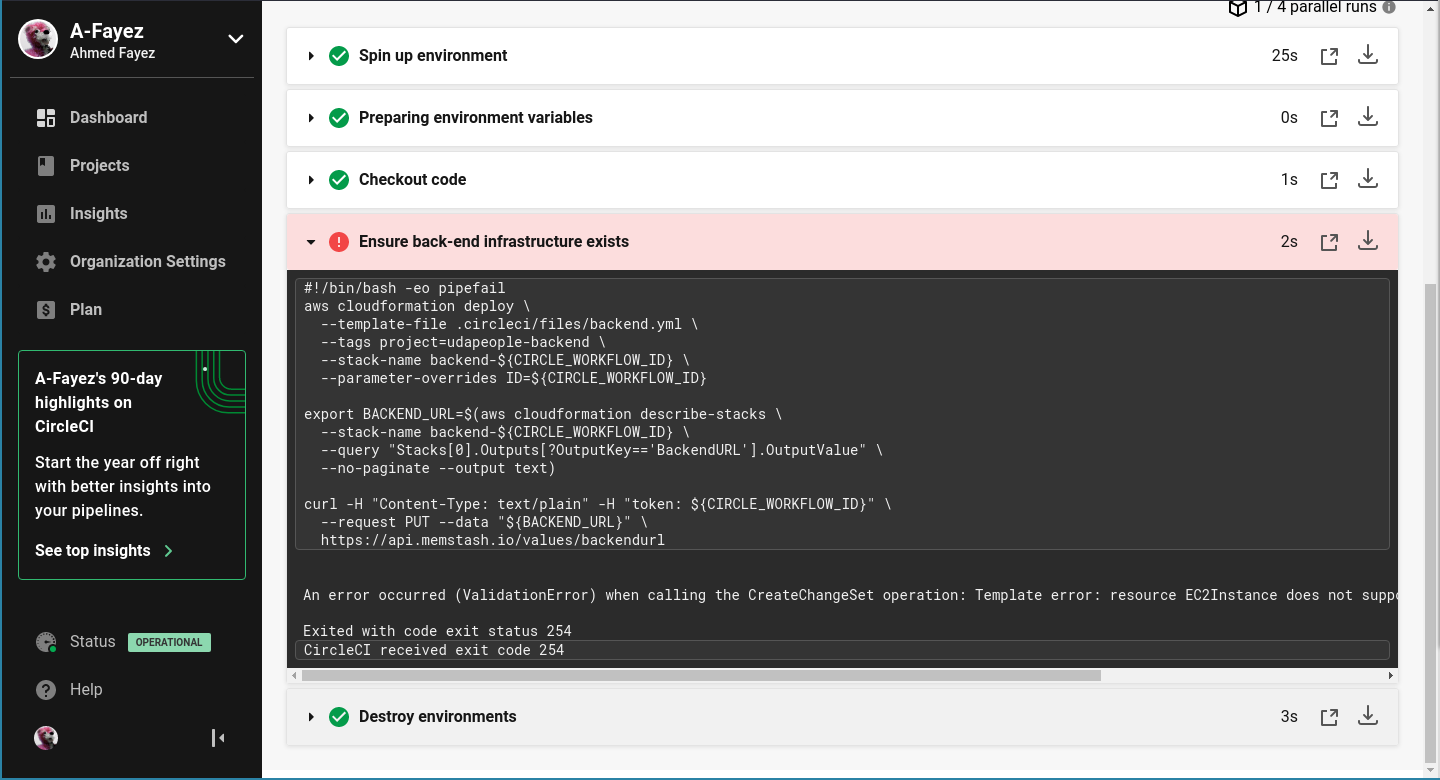 A-Fayez
Ahmed Fayez
Dashboard
Projects
Insights
Organization Settings
Plan
A-Fayez's 90-day
highlights on
CircleCI
Start the year off right
with better insights into
your pipelines.
See top insights
Status OPERATIONAL
Help
1 / 4 parallel runs
Spin up environment 25s
Preparing environment variables 0s
Checkout code 1s
Ensure back-end infrastructure exists 2s
#!/bin/bash -eo pipefail
aws cloudformation deploy \
  --template-file .circleci/files/backend.yml \
  --tags project=udapeople-backend \
  --stack-name backend-${CIRCLE_WORKFLOW_ID} \
  --parameter-overrides ID=${CIRCLE_WORKFLOW_ID}
export BACKEND_URL=$(aws cloudformation describe-stacks \
  --stack-name backend-${CIRCLE_WORKFLOW_ID} \
  --query "Stacks[0].Outputs[?OutputKey=='BackendURL'].OutputValue" \
  --no-paginate --output text)
curl -H "Content-Type: text/plain" -H "token: ${CIRCLE_WORKFLOW_ID}" \
  --request PUT --data "${BACKEND_URL}" \
  https://api.memstash.io/values/backendurl
An error occurred (ValidationError) when calling the CreateChangeSet operation: Template error: resource EC2Instance does not suppo
Exited with code exit status 254
CircleCI received exit code 254
Destroy environments 3s